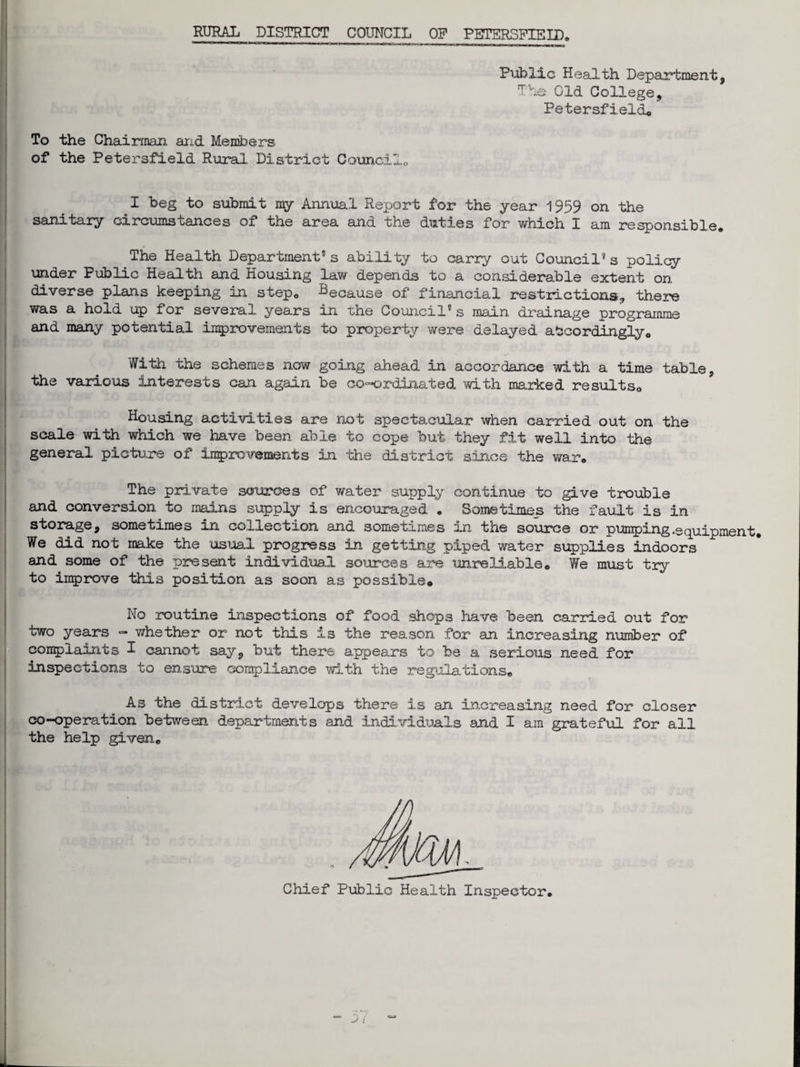 RURAL DISTRICT COUNCIL OF PETERSFIELD.
Public Health Department,
The Old College,
Petersfield.
To the Chairman and Members
of the Petersfield Rural District Council.
I beg to submit my Annual Report for the year 1959 on the
sanitary circumstances of the area and the duties for which I am responsible.
The Health Department's ability to carry out Council's policy
under Public Health and Housing law depends to a considerable extent on
diverse plans keeping in step. Because of financial restrictions, there
was a hold up for several years in the Council's main drainage programme
and many potential improvements to property were delayed accordingly.
With the schemes now going ahead in accordance with a time table,
the various interests can again be co-ordinated with marked results.
Housing activities are not spectacular when carried out on the
scale with which we have been able to cope but they fit well into the
general picture of improvements in the district since the war.
The private sources of water supply continue to give trouble
and conversion to mains supply is encouraged . Sometimes the fault is in
storage, sometimes in collection and sometimes in the source or pumping.equipment.
We did not make the usual progress in getting piped water supplies indoors
and some of the present individual sources are unreliable. We must try
to improve this position as soon as possible.
No routine inspections of food shops have been carried out for
two years - whether or not this is the reason for an increasing number of
complaints I cannot say, but there appears to be a serious need for
inspections to ensure compliance with the regulations.
As the district develops there is an increasing need for closer
co-operation between departments and individuals and I am grateful for all
the help given.
Chief Public Health Inspector.
- 37 -